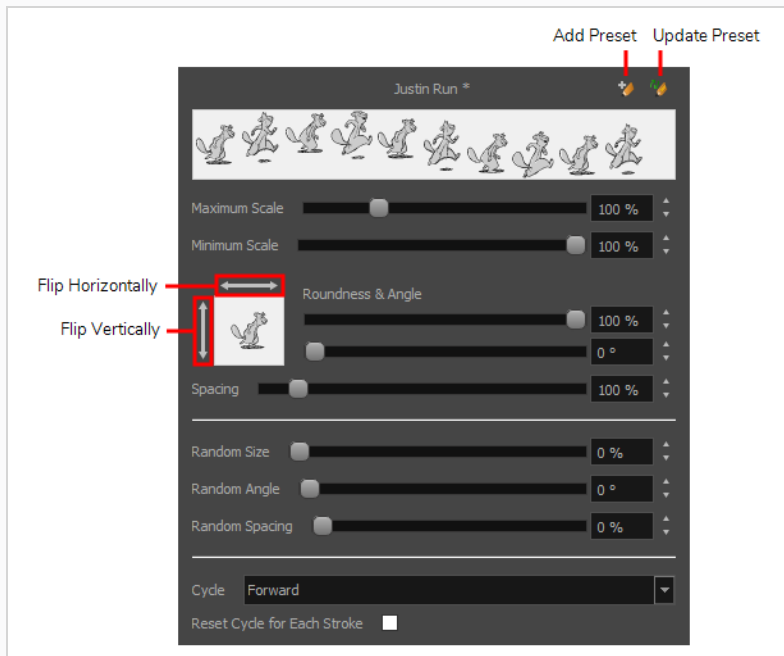 Add Preset Update Preset
Justin Run *
Maximum Scale 100 %
Minimum Scale 100 %
Flip Horizontally
Roundness & Angle
100 %
Flip Vertically
0 °
Spacing 100 %
Random Size 0 %
Random Angle 0 °
Random Spacing 0 %
Cycle Forward
Reset Cycle for Each Stroke